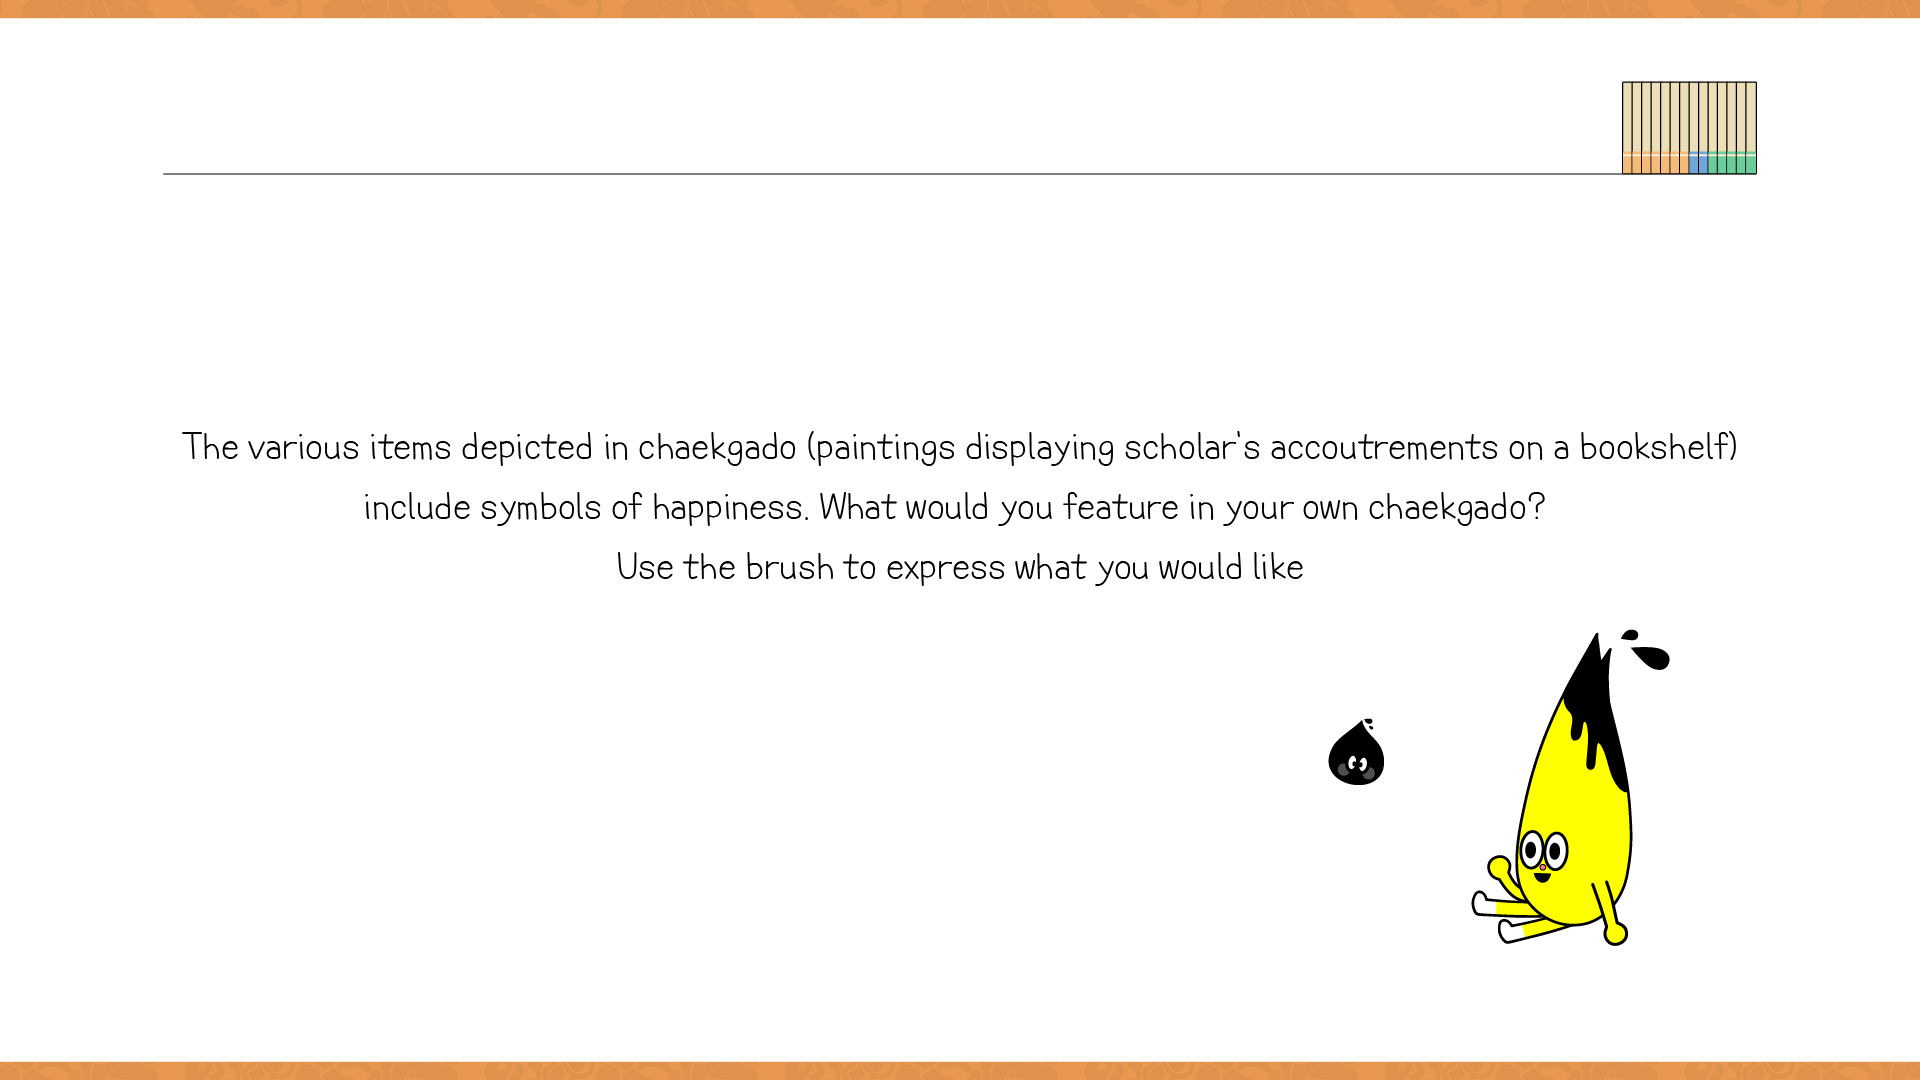 The various items depicted in chaekgado (paintings displaying scholar's accoutrements on a bookshelf)
include symbols of happiness. What would you feature in your own chaekgado?
Use the brush to express what you would like